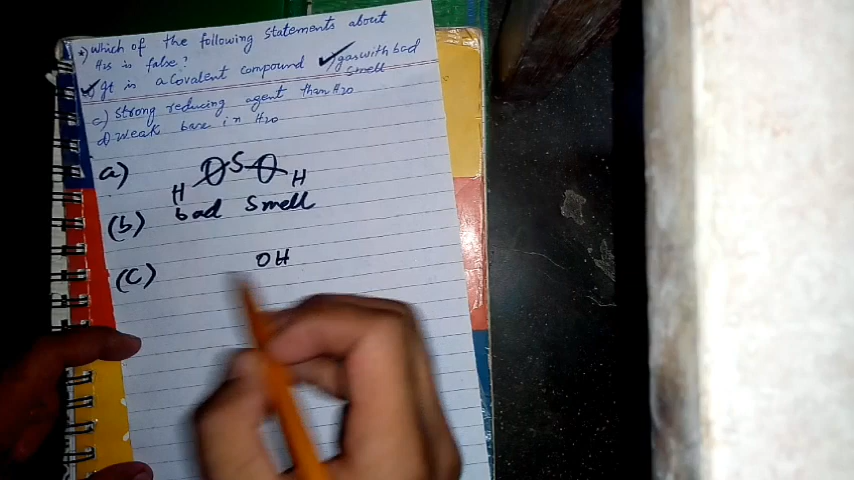 *) Which of the following statements about
H2S is false?
a) It is a Covalent compound b) gas with bad
smell
c) Strong reducing agent than H2O
d) Weak base in H2O
a) H S H
(b) bad Smell
(c) OH